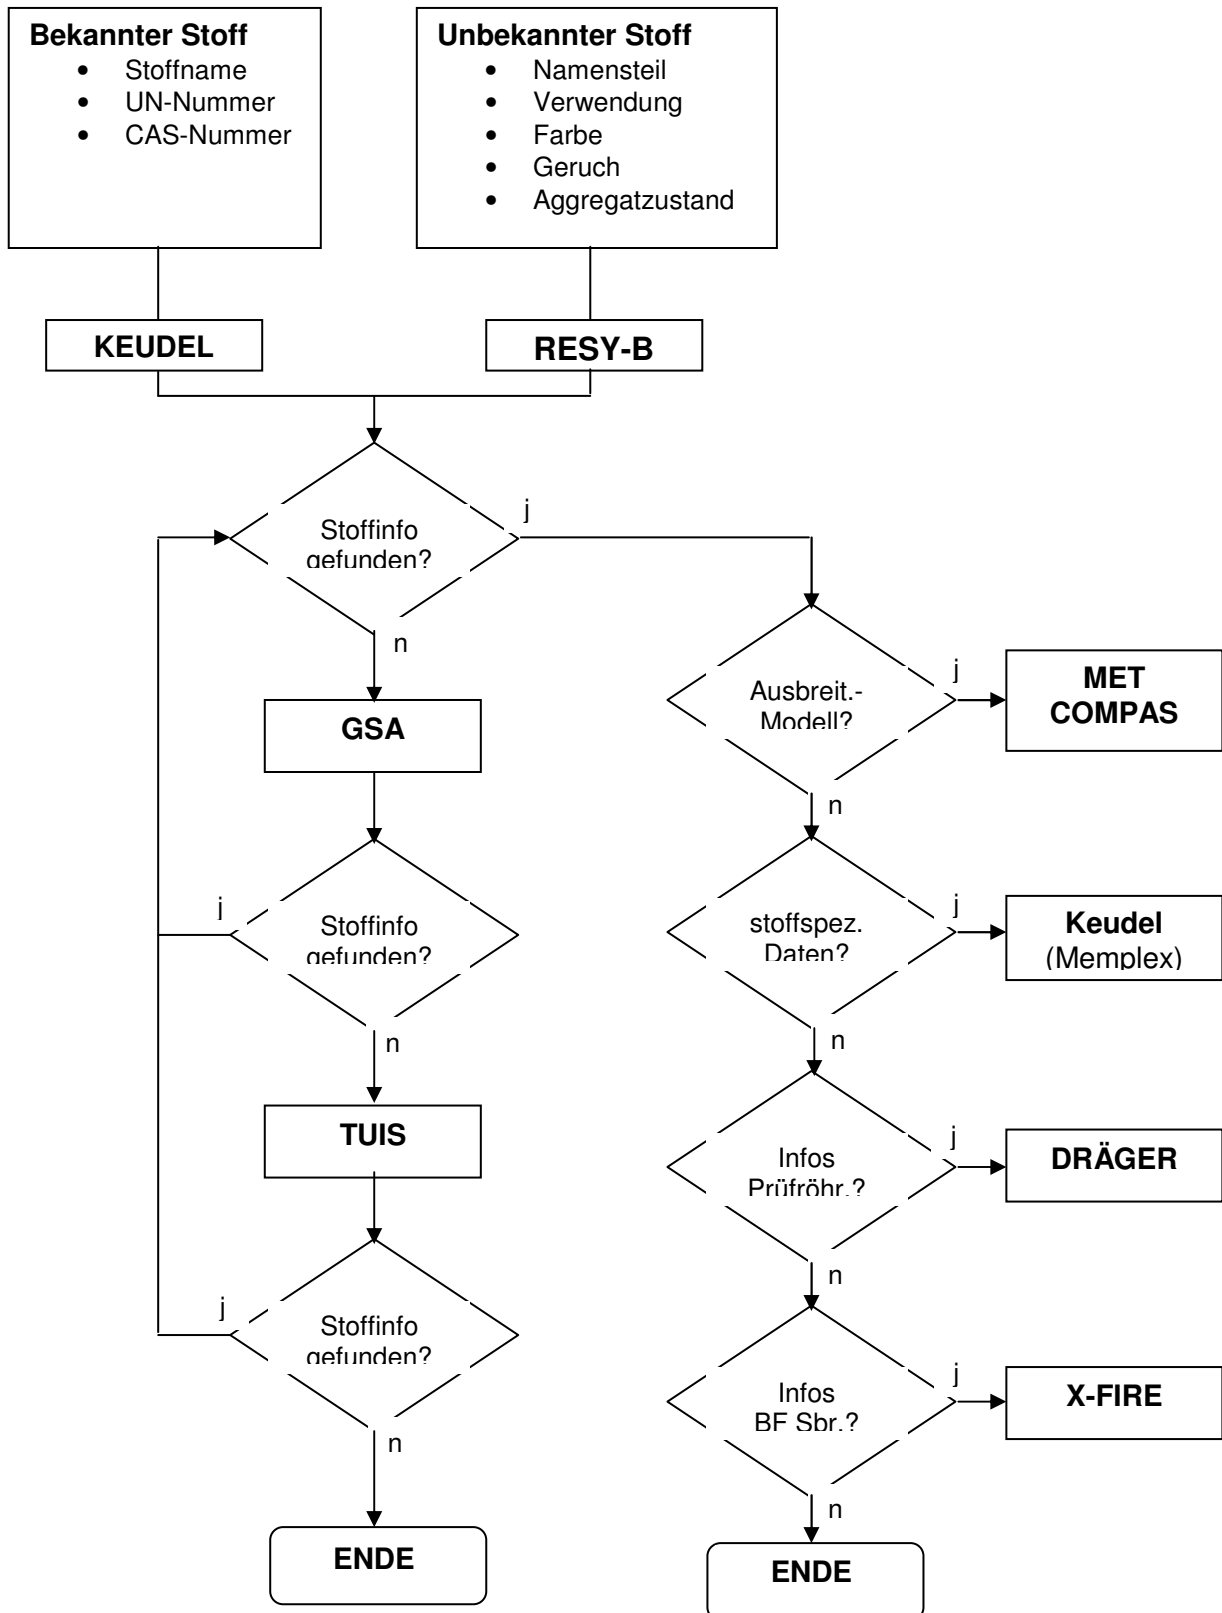 Bekannter Stoff
• Stoffname
• UN-Nummer
• CAS-Nummer
Unbekannter Stoff
• Namensteil
• Verwendung
• Farbe
• Geruch
• Aggregatzustand
KEUDEL
RESY-B
Stoffinfo
gefunden?
j
n
GSA
Stoffinfo
gefunden?
j
n
TUIS
Stoffinfo
gefunden?
j
n
ENDE
Ausbreit.-
Modell?
j
n
MET
COMPAS
stoffspez.
Daten?
j
n
Keudel
(Memplex)
Infos
Prüfröhr.?
j
n
DRÄGER
Infos
BF Sbr.?
j
n
X-FIRE
ENDE